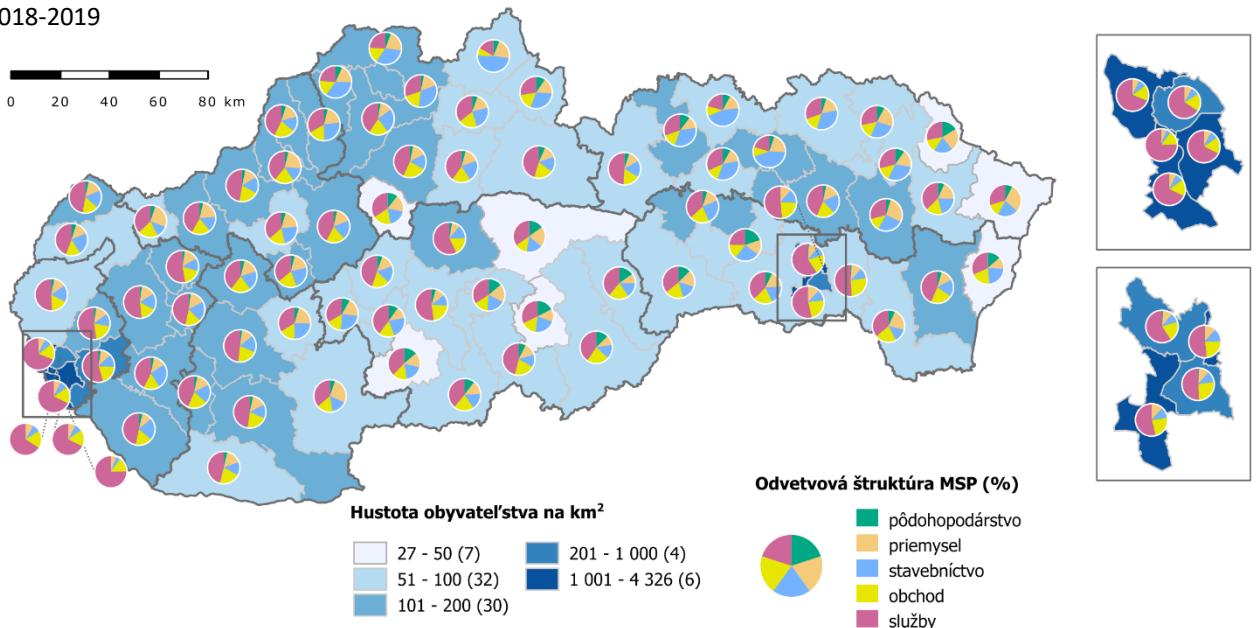 018-2019
0 20 40 60 80 km
Hustota obyvateľstva na km²
27 - 50 (7)
51 - 100 (32)
101 - 200 (30)
201 - 1 000 (4)
1 001 - 4 326 (6)
Odvetvová štruktúra MSP (%)
pôdohopodárstvo
priemysel
stavebníctvo
obchod
služby